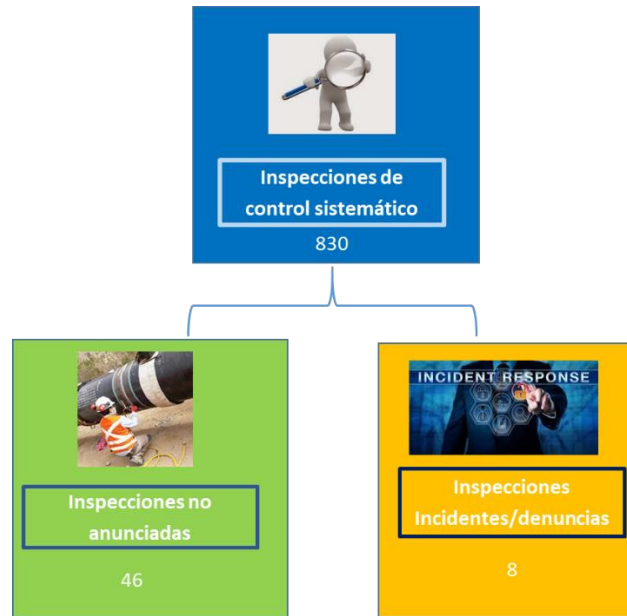 Inspecciones de
control sistemático
830
Inspecciones no
anunciadas
46
INCIDENT RESPONSE
Inspecciones
Incidentes/denuncias
8